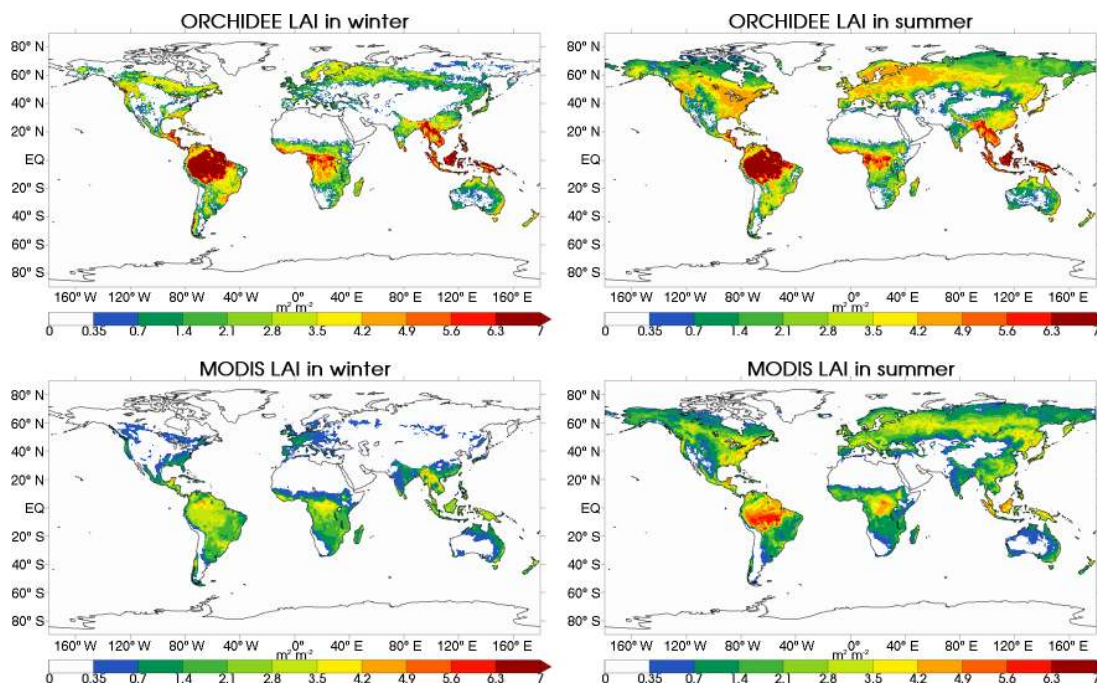 ORCHIDEE LAI in winter
80° N
60° N
40° N
20° N
EQ
20° S
40° S
60° S
80° S
160° W 120° W 80° W 40° W 0° 40° E 80° E 120° E 160° E
m² m⁻²
0 0.35 0.7 1.4 2.1 2.8 3.5 4.2 4.9 5.6 6.3 7
ORCHIDEE LAI in summer
80° N
60° N
40° N
20° N
EQ
20° S
40° S
60° S
80° S
160° W 120° W 80° W 40° W 0° 40° E 80° E 120° E 160° E
m² m⁻²
0 0.35 0.7 1.4 2.1 2.8 3.5 4.2 4.9 5.6 6.3 7
MODIS LAI in winter
80° N
60° N
40° N
20° N
EQ
20° S
40° S
60° S
80° S
160° W 120° W 80° W 40° W 0° 40° E 80° E 120° E 160° E
m² m⁻²
0 0.35 0.7 1.4 2.1 2.8 3.5 4.2 4.9 5.6 6.3 7
MODIS LAI in summer
80° N
60° N
40° N
20° N
EQ
20° S
40° S
60° S
80° S
160° W 120° W 80° W 40° W 0° 40° E 80° E 120° E 160° E
m² m⁻²
0 0.35 0.7 1.4 2.1 2.8 3.5 4.2 4.9 5.6 6.3 7